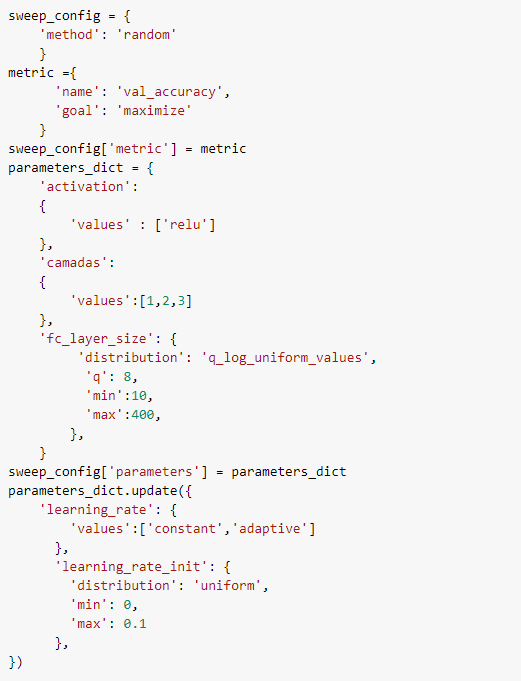 sweep_config = {
    'method': 'random'
    }
metric ={
      'name': 'val_accuracy',
      'goal': 'maximize'
    }
sweep_config['metric'] = metric
parameters_dict = {
    'activation':
    {
        'values' : ['relu']
    },
    'camadas':
    {
        'values':[1,2,3]
    },
    'fc_layer_size': {
         'distribution': 'q_log_uniform_values',
          'q': 8,
          'min':10,
          'max':400,
        },
    }
sweep_config['parameters'] = parameters_dict
parameters_dict.update({
    'learning_rate': {
        'values':['constant','adaptive']
      },
      'learning_rate_init': {
        'distribution': 'uniform',
        'min': 0,
        'max': 0.1
      },
})